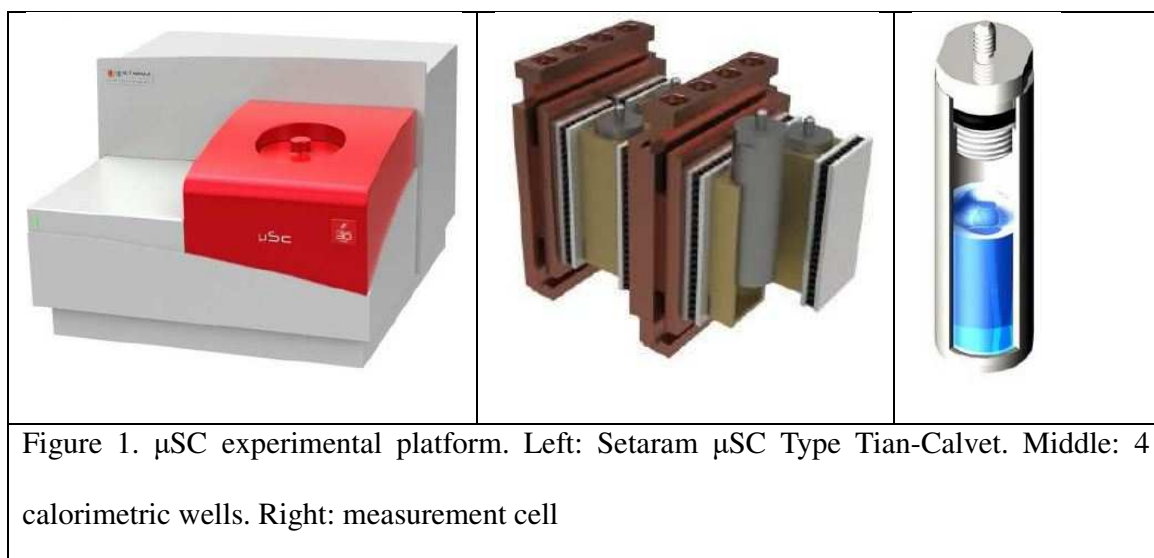 μSc
Figure 1. μSC experimental platform. Left: Setaram μSC Type Tian-Calvet. Middle: 4
calorimetric wells. Right: measurement cell